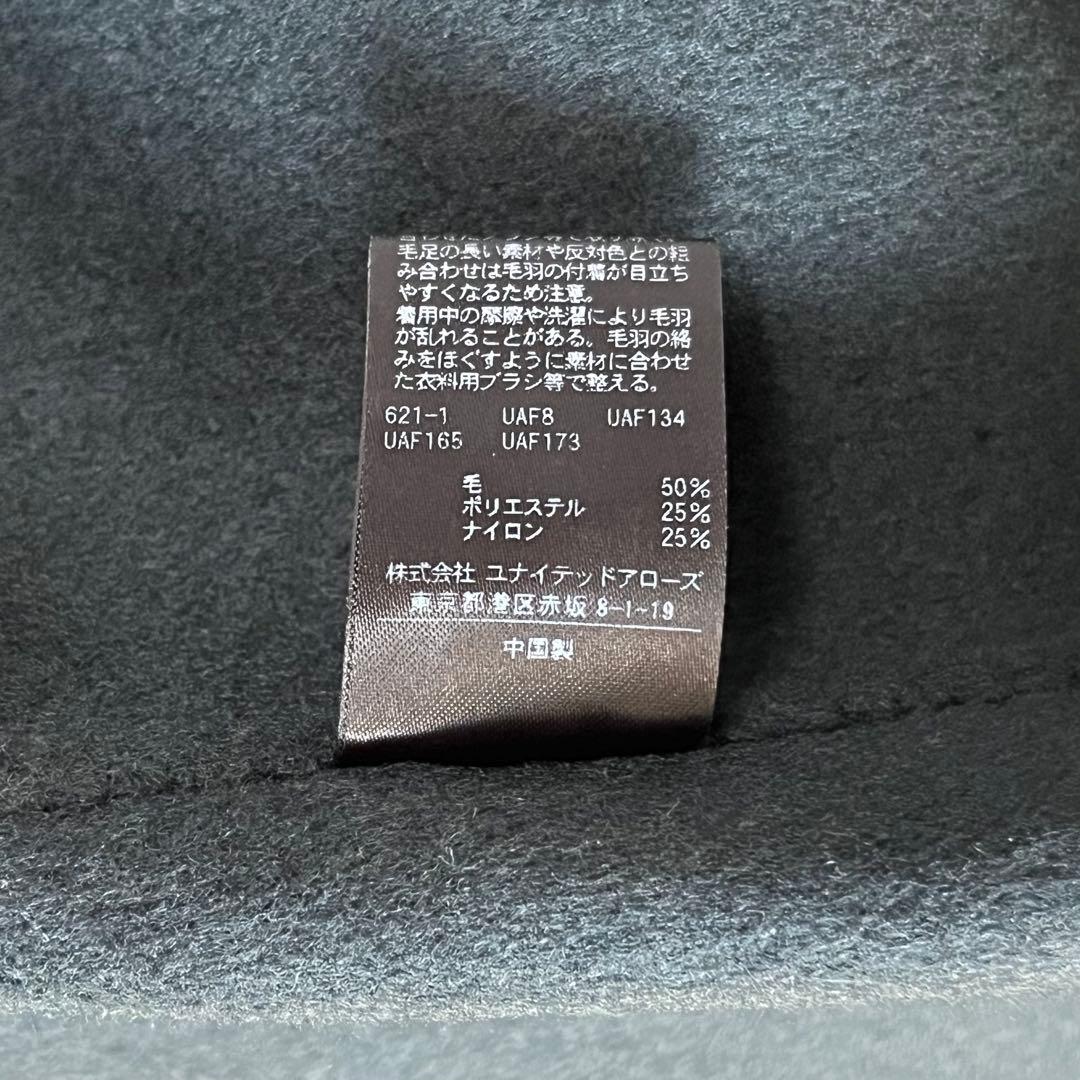 毛足の長い素材や反対色との組
み合わせは毛羽の付着が目立ち
やすくなるため注意。
着用中の摩擦や洗濯により毛羽
が乱れることがある。毛羽の絡
みをほぐすように素材に合わせ
た衣料用ブラシ等で整える。
621-1 UAF8 UAF134
UAF165 UAF173
毛 50%
ポリエステル 25%
ナイロン 25%
株式会社 ユナイテッドアローズ
東京都港区赤坂 8-1-19
中国製